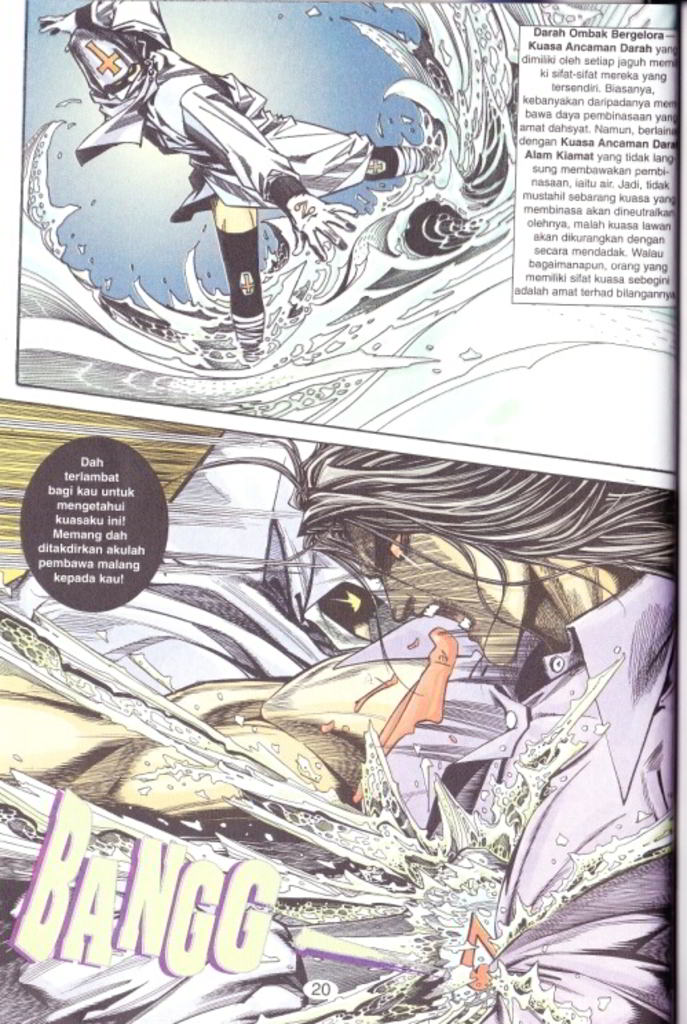 Darah Ombak Bergelora—
Kuasa Ancaman Darah yang
dimiliki oleh setiap jaguh memi-
ki sifat-sifat mereka yang
tersendiri. Biasanya,
kebanyakan daripadanya mem
bawa daya pembinasaan yang
amat dahsyat. Namun, berlaina
dengan Kuasa Ancaman Dara
Alam Kiamat yang tidak lang-
sung membawakan pembi-
nasaan, iaitu air. Jadi, tidak
mustahil sebarang kuasa yang
membinasa akan dineutralkan
olehnya, malah kuasa lawan
akan dikurangkan dengan
secara mendadak. Walau
bagaimanapun, orang yang
memiliki sifat kuasa sebegini
adalah amat terhad bilangannya
Dah
terlambat
bagi kau untuk
mengetahui
kuasaku ini!
Memang dah
ditakdirkan akulah
pembawa malang
kepada kau!
BANGG
20